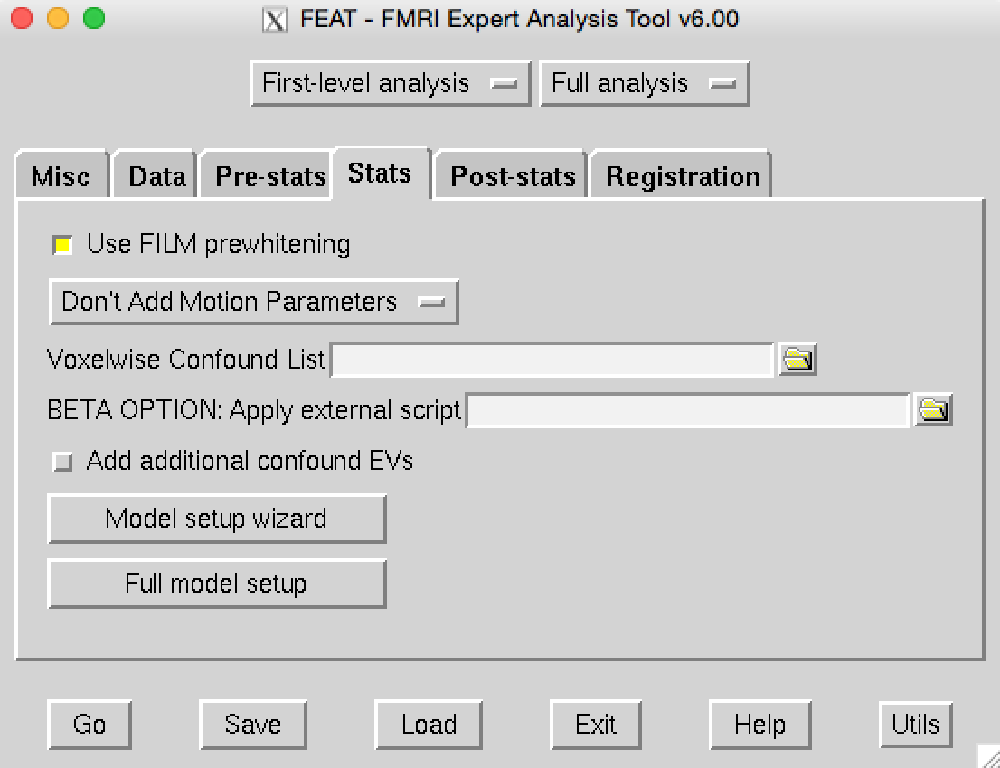 FEAT - FMRI Expert Analysis Tool v6.00
First-level analysis Full analysis
Misc Data Pre-stats Stats Post-stats Registration
Use FILM prewhitening
Don't Add Motion Parameters
Voxelwise Confound List
BETA OPTION: Apply external script
Add additional confound EVs
Model setup wizard
Full model setup
Go Save Load Exit Help Utils